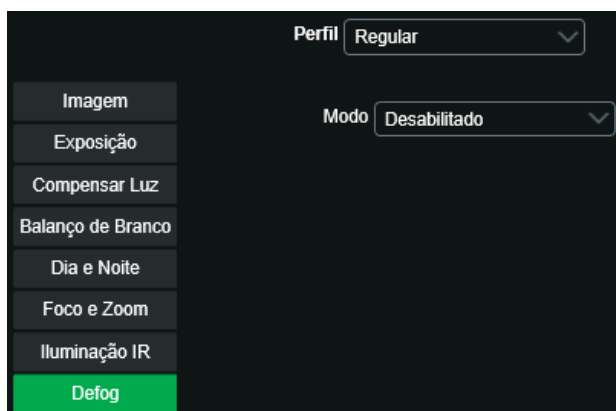 Perfil Regular
Imagem
Modo Desabilitado
Exposição
Compensar Luz
Balanço de Branco
Dia e Noite
Foco e Zoom
Iluminação IR
Defog